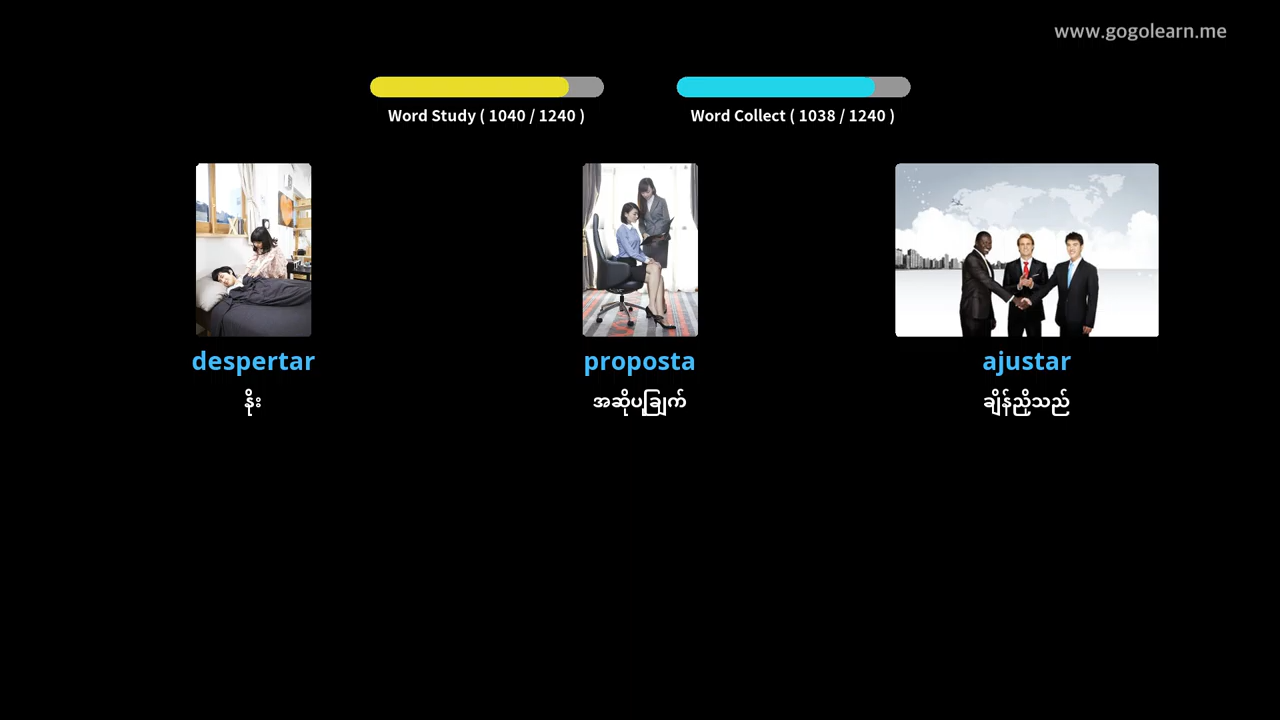 www.gogolearn.me
Word Study ( 1040 / 1240 )
Word Collect ( 1038 / 1240 )
despertar
proposta
ajustar
နိုး
အဆိုပြုချက်
ချိန်ညှိသည်